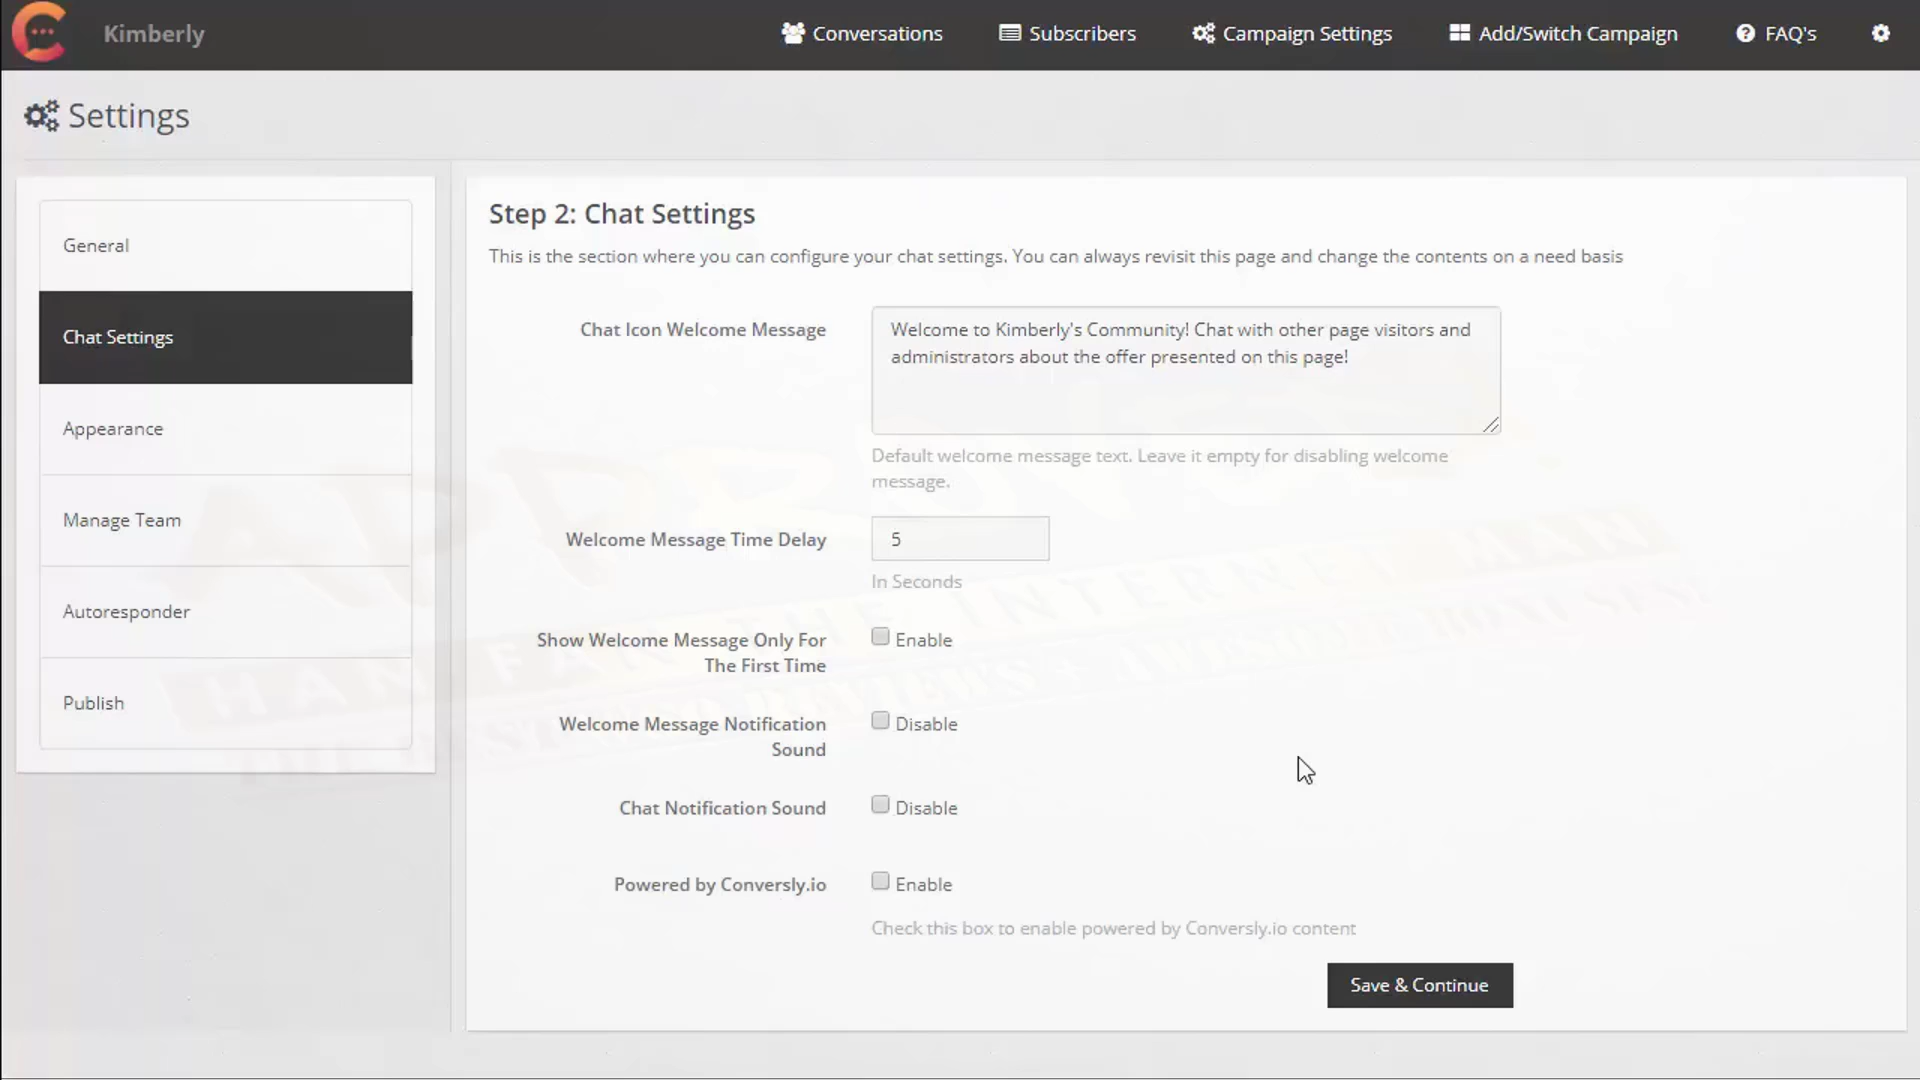 Kimberly
Conversations
Subscribers
Campaign Settings
Add/Switch Campaign
FAQ's
Settings
General
Chat Settings
Appearance
Manage Team
Autoresponder
Publish
Step 2: Chat Settings
This is the section where you can configure your chat settings. You can always revisit this page and change the contents on a need basis
Chat Icon Welcome Message
Welcome to Kimberly's Community! Chat with other page visitors and
administrators about the offer presented on this page!
Default welcome message text. Leave it empty for disabling welcome
message.
Welcome Message Time Delay
5
In Seconds
Show Welcome Message Only For
The First Time
Enable
Welcome Message Notification
Sound
Disable
Chat Notification Sound
Disable
Powered by Conversly.io
Enable
Check this box to enable powered by Conversly.io content
Save & Continue
APPROVED
HAN FAN THE INTERNET MAN